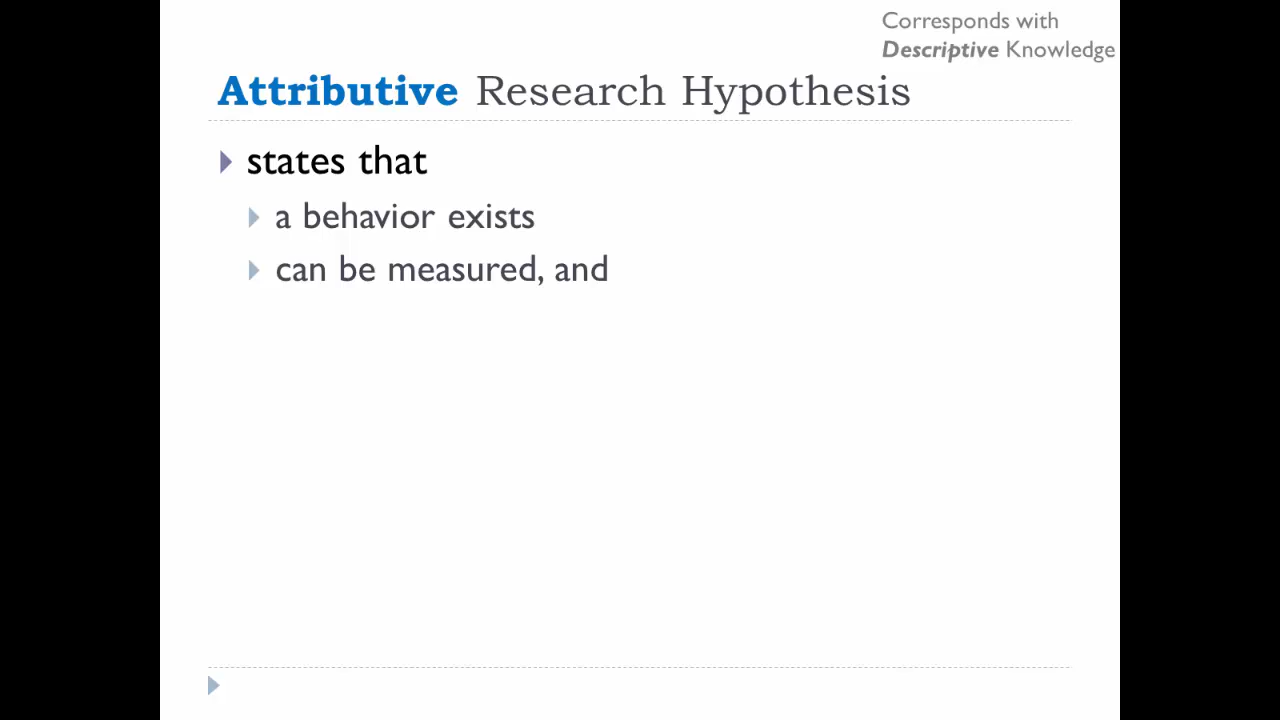 Corresponds with
Descriptive Knowledge
Attributive Research Hypothesis
states that
a behavior exists
can be measured, and